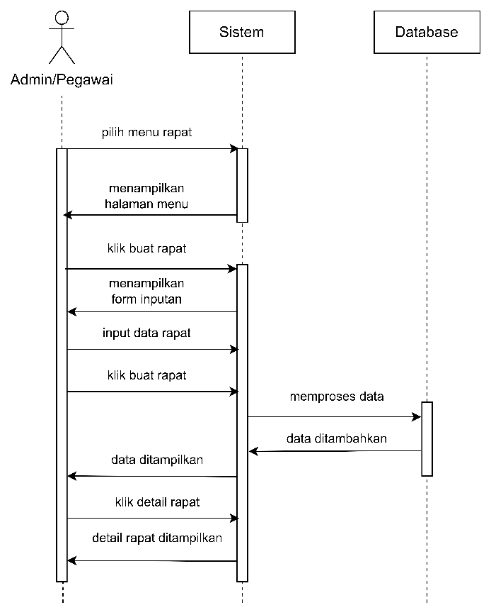 Sistem
Database
Admin/Pegawai
pilih menu rapat
menampilkan
halaman menu
klik buat rapat
menampilkan
form inputan
input data rapat
klik buat rapat
memproses data
data ditambahkan
data ditampilkan
klik detail rapat
detail rapat ditampilkan